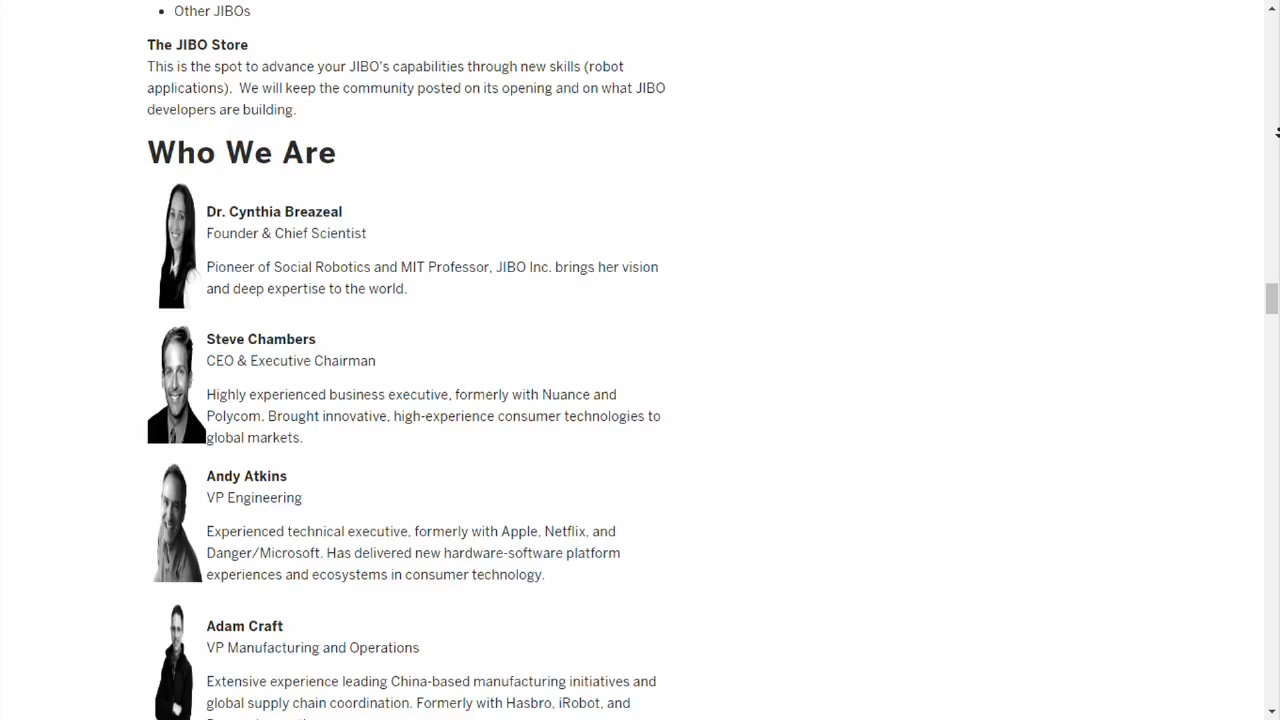 Other JIBOs
The JIBO Store
This is the spot to advance your JIBO's capabilities through new skills (robot
applications).  We will keep the community posted on its opening and on what JIBO
developers are building.
Who We Are
Dr. Cynthia Breazeal
Founder & Chief Scientist
Pioneer of Social Robotics and MIT Professor, JIBO Inc. brings her vision
and deep expertise to the world.
Steve Chambers
CEO & Executive Chairman
Highly experienced business executive, formerly with Nuance and
Polycom. Brought innovative, high-experience consumer technologies to
global markets.
Andy Atkins
VP Engineering
Experienced technical executive, formerly with Apple, Netflix, and
Danger/Microsoft. Has delivered new hardware-software platform
experiences and ecosystems in consumer technology.
Adam Craft
VP Manufacturing and Operations
Extensive experience leading China-based manufacturing initiatives and
global supply chain coordination. Formerly with Hasbro, iRobot, and